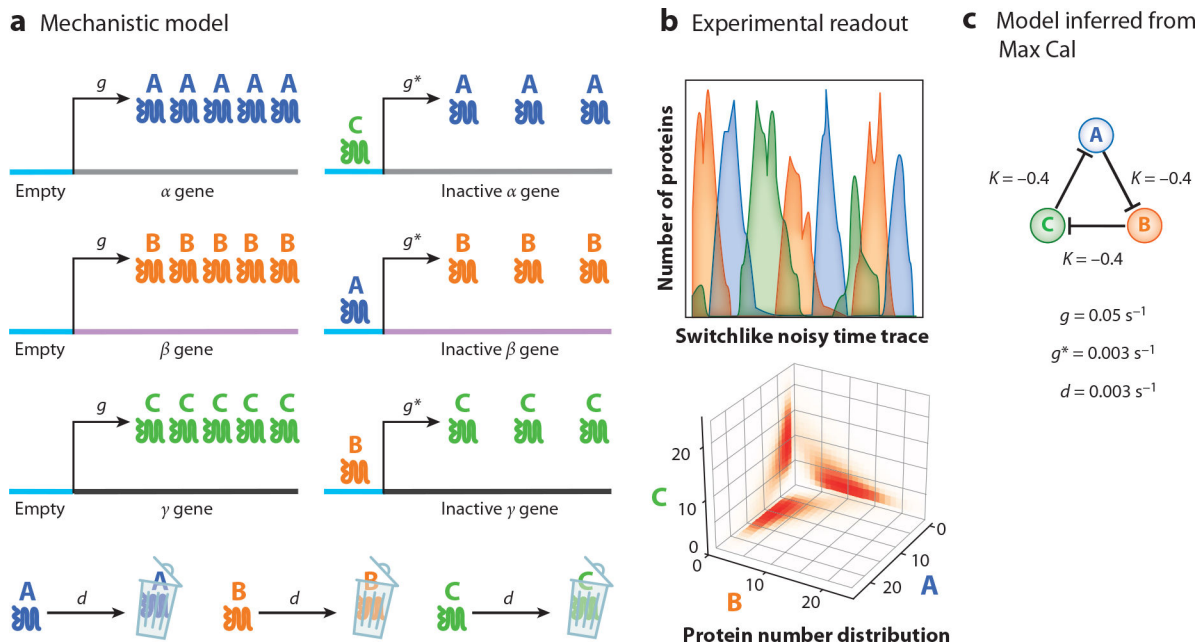 a Mechanistic model
g
A A A A A
Empty
α gene
g*
A A A
C
Inactive α gene
g
B B B B B
Empty
β gene
g*
B B B
A
Inactive β gene
g
C C C C C
Empty
γ gene
g*
C C C
B
Inactive γ gene
A
d
A
B
d
B
C
d
C
b Experimental readout
Number of proteins
Switchlike noisy time trace
C
20
10
0
0
10
20
B
0
10
20
A
Protein number distribution
c Model inferred from
Max Cal
A
K = –0.4
K = –0.4
C
B
K = –0.4
g = 0.05 s⁻¹
g* = 0.003 s⁻¹
d = 0.003 s⁻¹